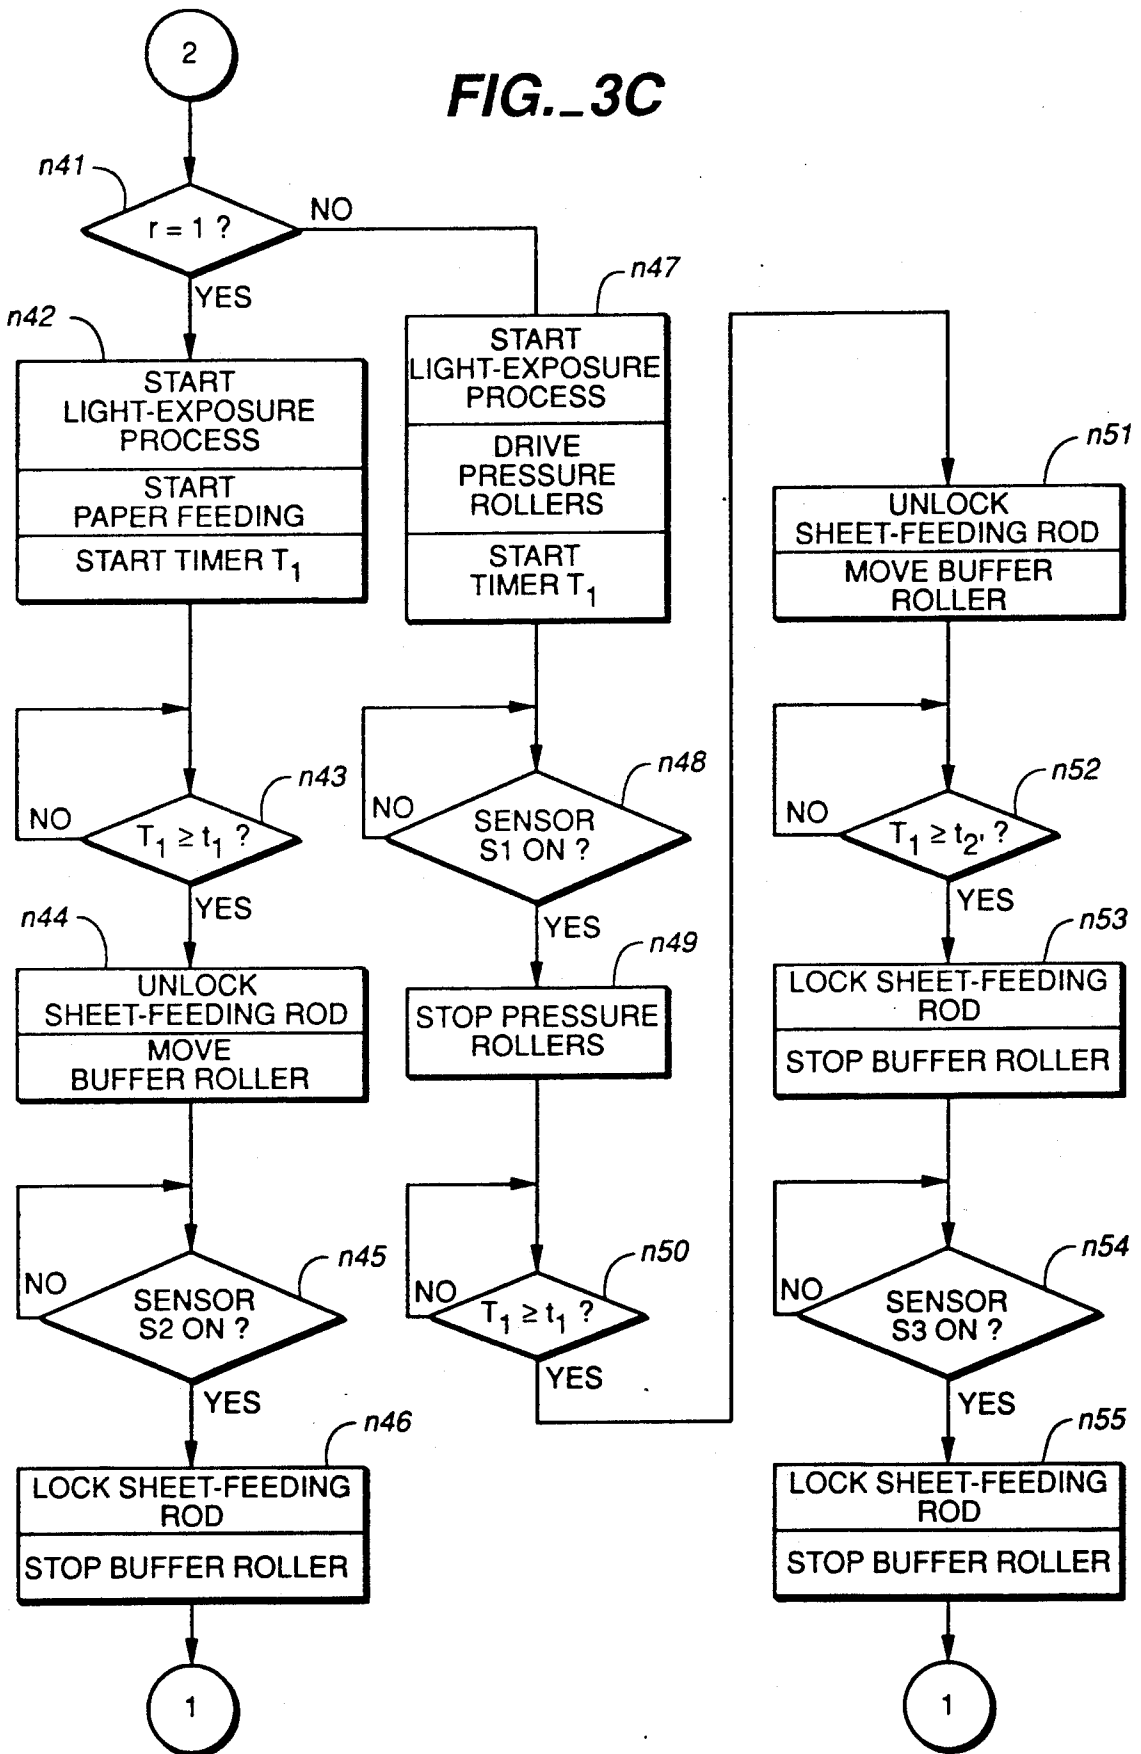 2
FIG._3C
n41
r = 1 ?
NO
YES
n42
START
LIGHT-EXPOSURE
PROCESS
START
PAPER FEEDING
START TIMER T1
n43
NO
T1 ≥ t1 ?
YES
n44
UNLOCK
SHEET-FEEDING ROD
MOVE
BUFFER ROLLER
n45
NO
SENSOR
S2 ON ?
YES
n46
LOCK SHEET-FEEDING
ROD
STOP BUFFER ROLLER
1
n47
START
LIGHT-EXPOSURE
PROCESS
DRIVE
PRESSURE
ROLLERS
START
TIMER T1
n48
NO
SENSOR
S1 ON ?
YES
n49
STOP PRESSURE
ROLLERS
n50
NO
T1 ≥ t1 ?
YES
n51
UNLOCK
SHEET-FEEDING ROD
MOVE BUFFER
ROLLER
n52
NO
T1 ≥ t2' ?
YES
n53
LOCK SHEET-FEEDING
ROD
STOP BUFFER ROLLER
n54
NO
SENSOR
S3 ON ?
YES
n55
LOCK SHEET-FEEDING
ROD
STOP BUFFER ROLLER
1